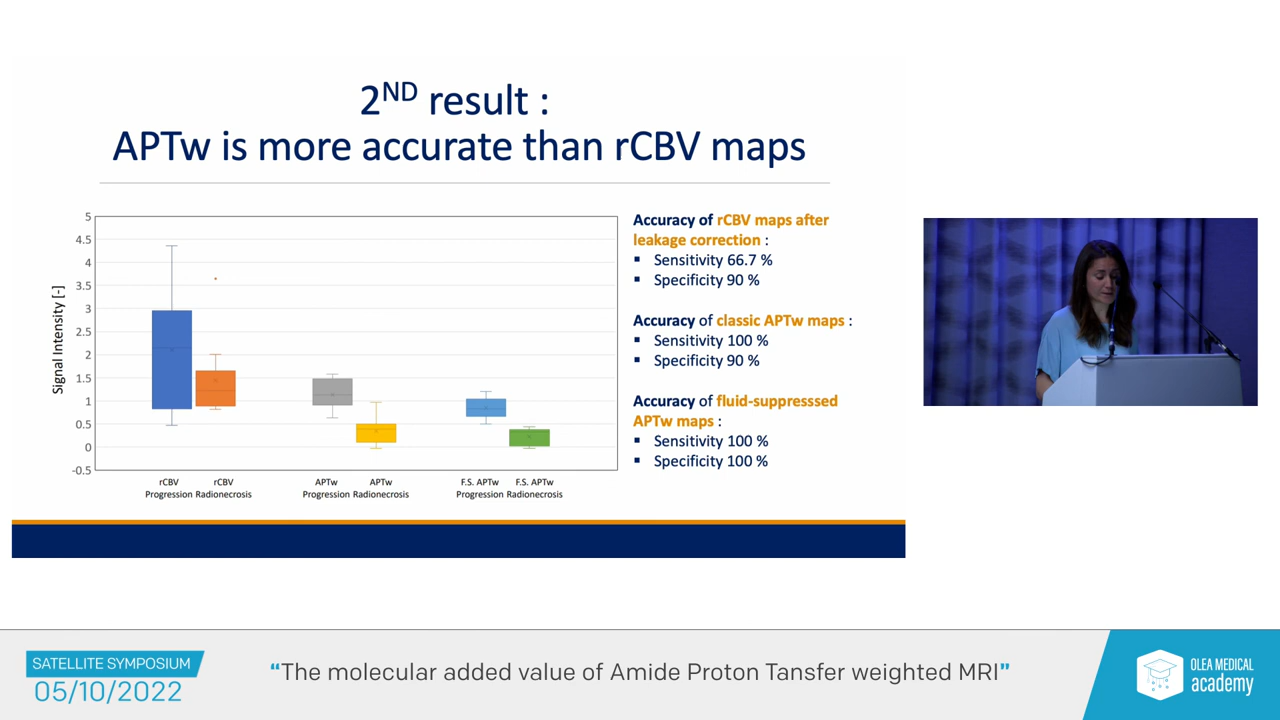 2ND result :
APTw is more accurate than rCBV maps
5
4.5
4
3.5
3
2.5
2
1.5
1
0.5
0
-0.5
Signal Intensity [-]
rCBV Progression
rCBV Radionecrosis
APTw Progression
APTw Radionecrosis
F.S. APTw Progression
F.S. APTw Radionecrosis
Accuracy of rCBV maps after
leakage correction :
▪ Sensitivity 66.7 %
▪ Specificity 90 %
Accuracy of classic APTw maps :
▪ Sensitivity 100 %
▪ Specificity 90 %
Accuracy of fluid-suppresssed
APTw maps :
▪ Sensitivity 100 %
▪ Specificity 100 %
SATELLITE SYMPOSIUM
05/10/2022
“The molecular added value of Amide Proton Tansfer weighted MRI”
OLEA MEDICAL
academy